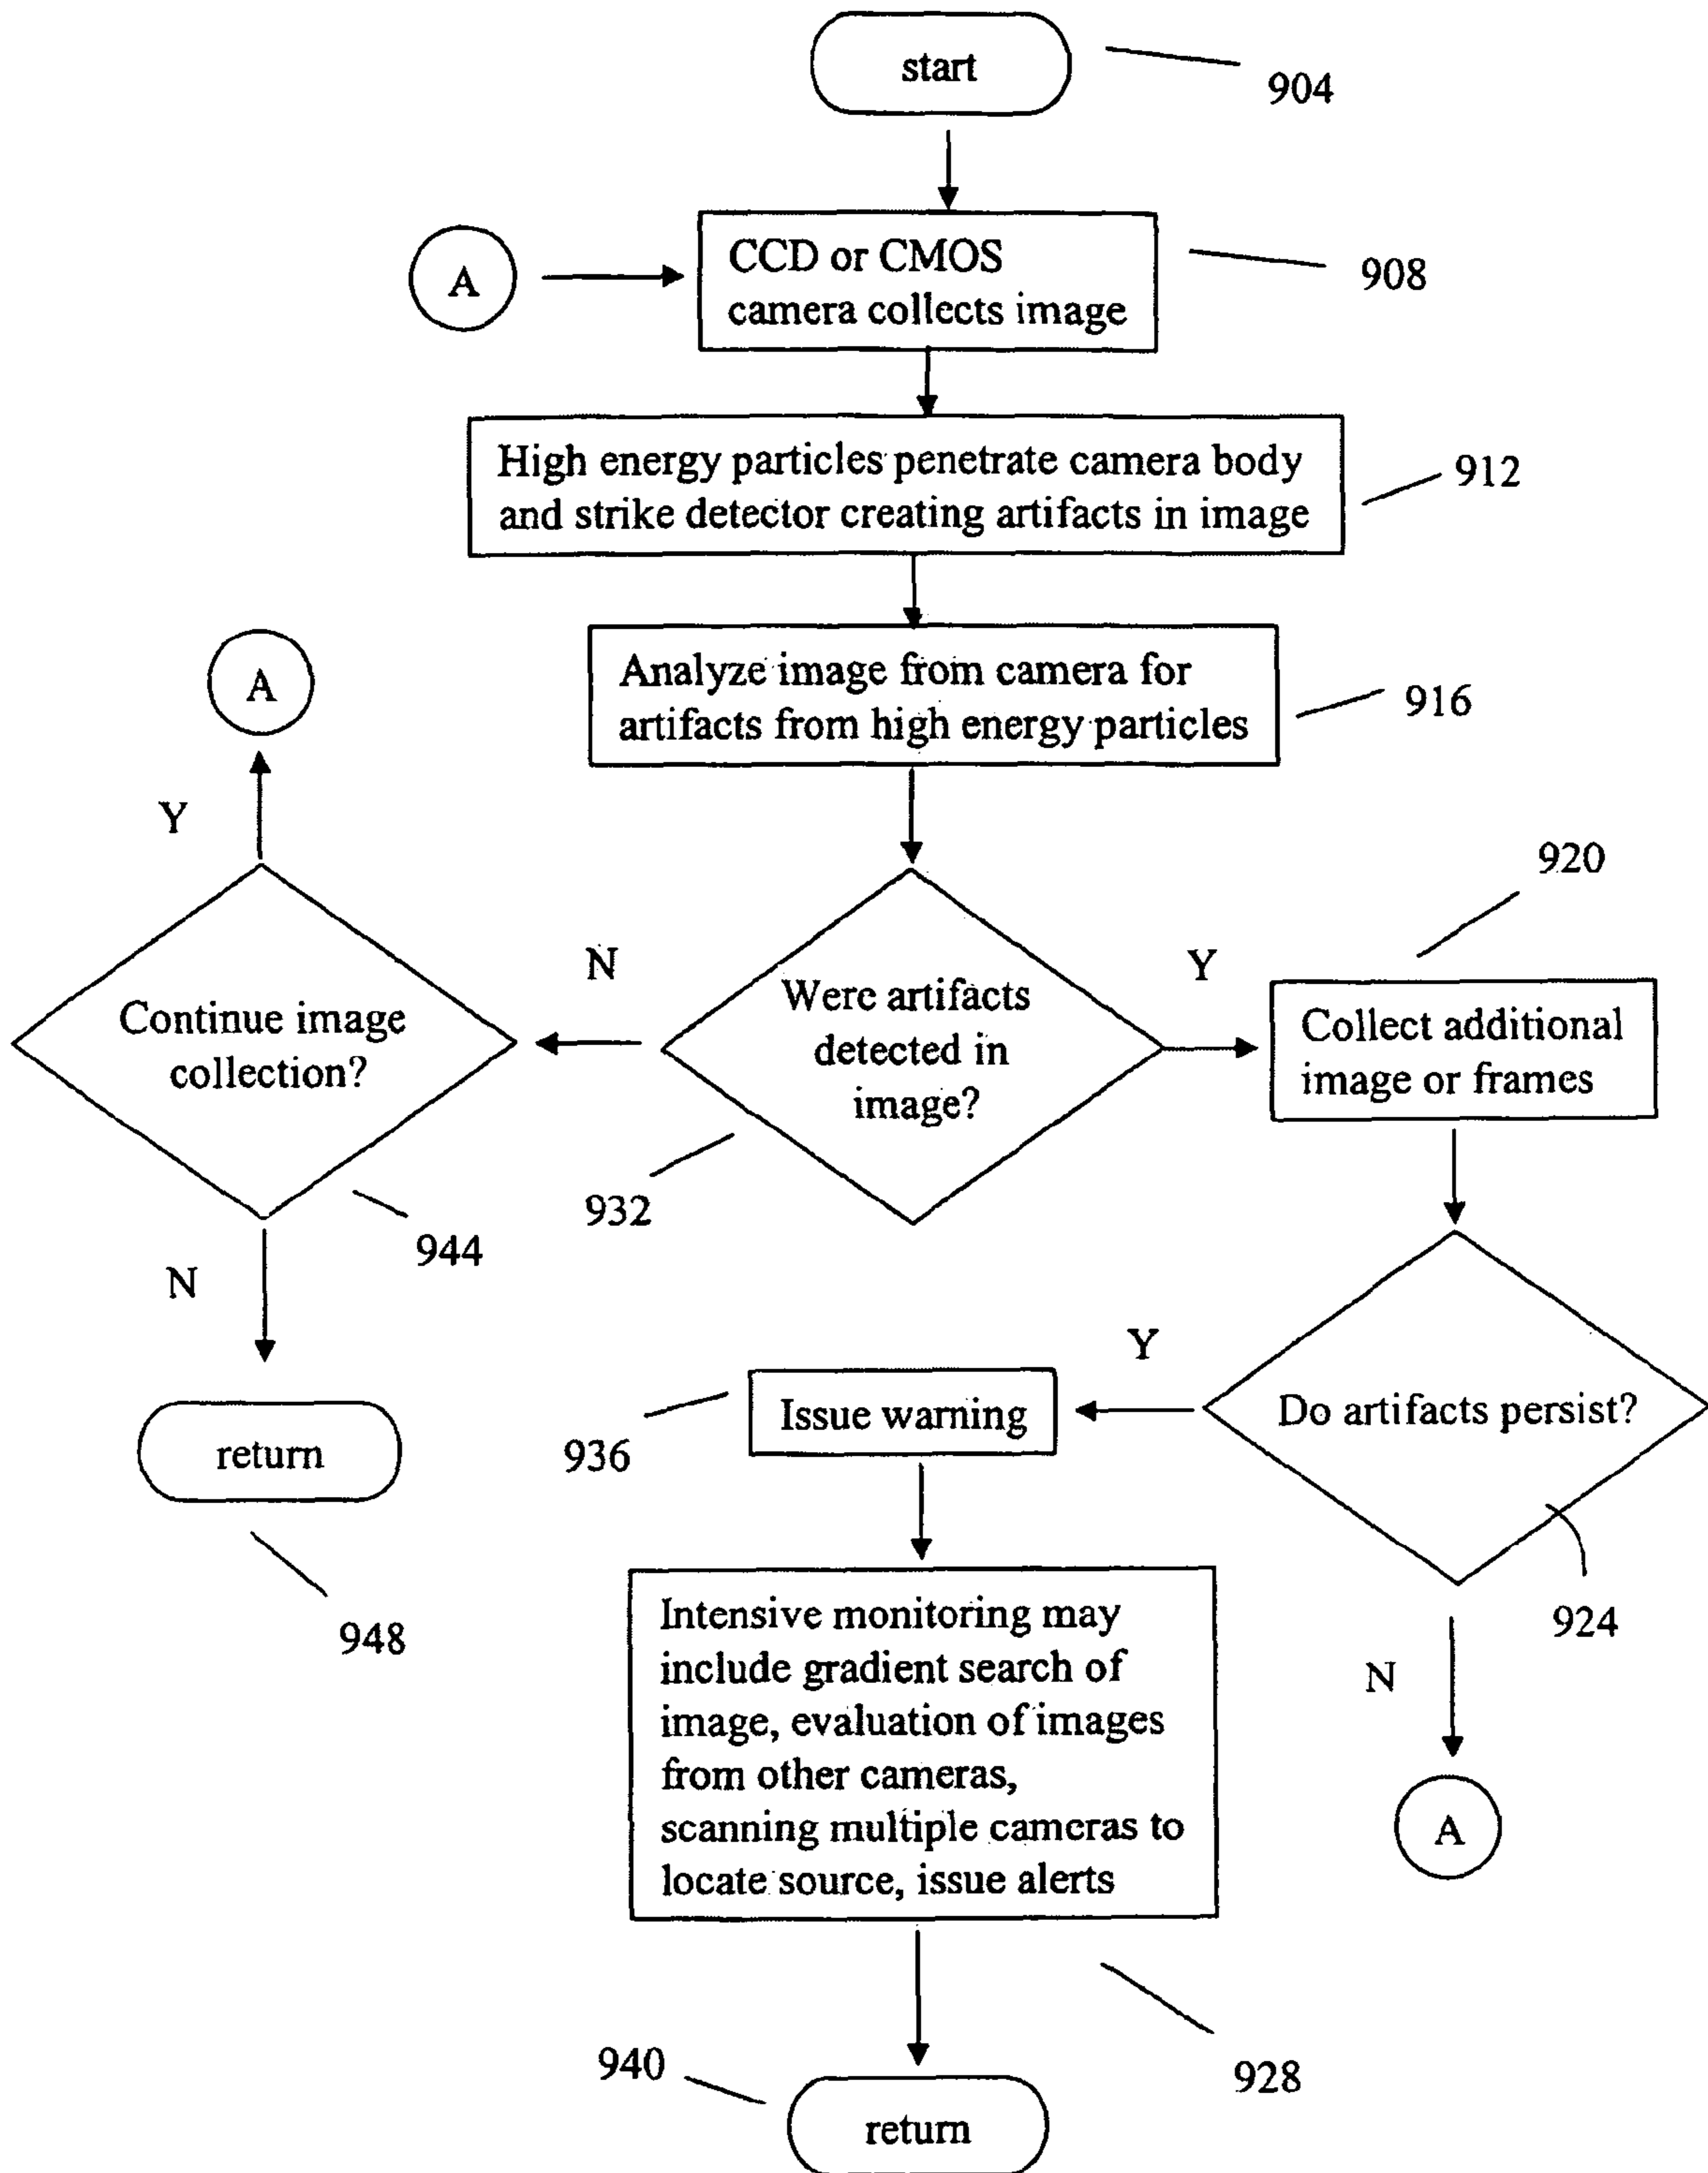 start
904
A
CCD or CMOS
camera collects image
908
High energy particles penetrate camera body
and strike detector creating artifacts in image
912
Analyze image from camera for
artifacts from high energy particles
916
A
Y
920
Continue image
collection?
N
Were artifacts
detected in
image?
Y
Collect additional
image or frames
932
944
N
Y
Issue warning
Do artifacts persist?
936
return
948
924
N
A
Intensive monitoring may
include gradient search of
image, evaluation of images
from other cameras,
scanning multiple cameras to
locate source, issue alerts
928
940
return